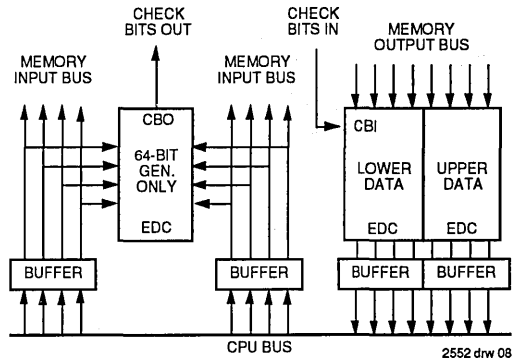 CHECK
BITS OUT
CHECK
BITS IN
MEMORY
OUTPUT BUS
MEMORY
INPUT BUS
MEMORY
INPUT BUS
CBO
64-BIT
GEN.
ONLY
EDC
CBI
LOWER
DATA
UPPER
DATA
EDC
EDC
BUFFER
BUFFER
BUFFER
BUFFER
CPU BUS
2552 drw 08